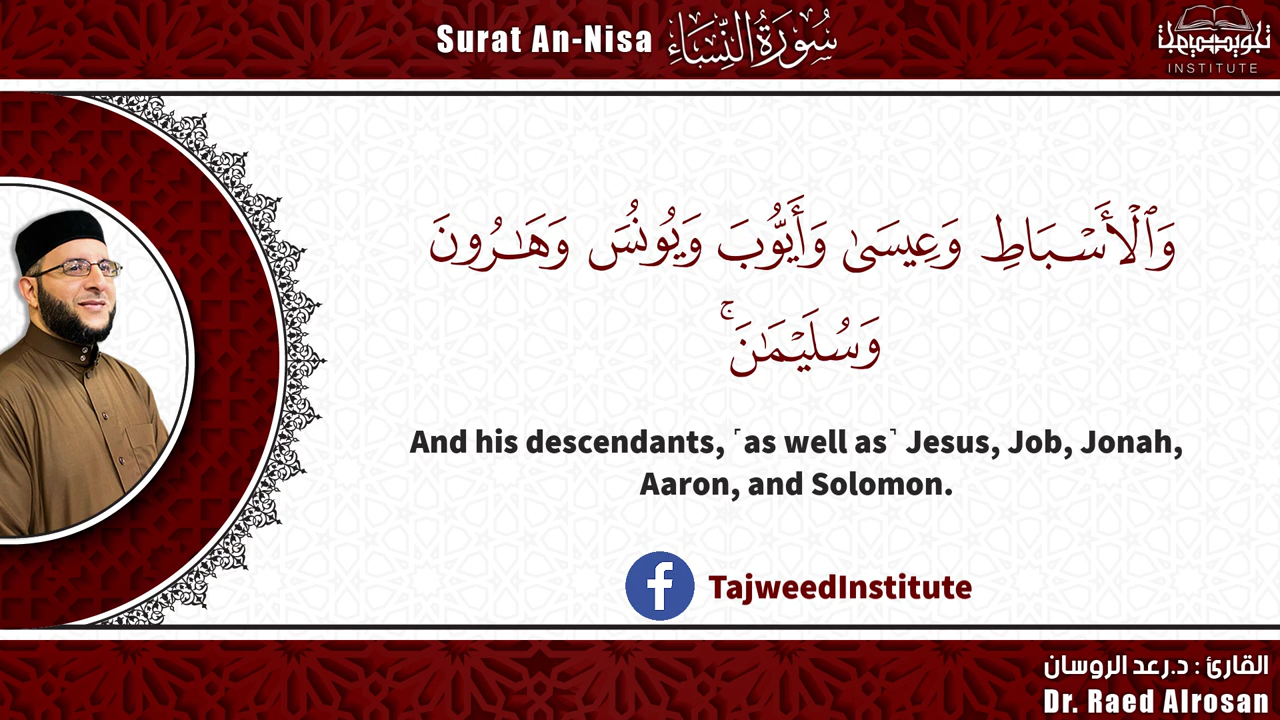 Surat An-Nisa سُورَةُ النِّسَاءِ
INSTITUTE
وَٱلْأَسْبَاطِ وَعِيسَىٰ وَأَيُّوبَ وَيُونُسَ وَهَـٰرُونَ
وَسُلَيْمَـٰنَ ۚ
And his descendants, ⸢as well as⸣ Jesus, Job, Jonah,
Aaron, and Solomon.
f TajweedInstitute
القارئ : د.رعد الروسان
Dr. Raed Alrosan